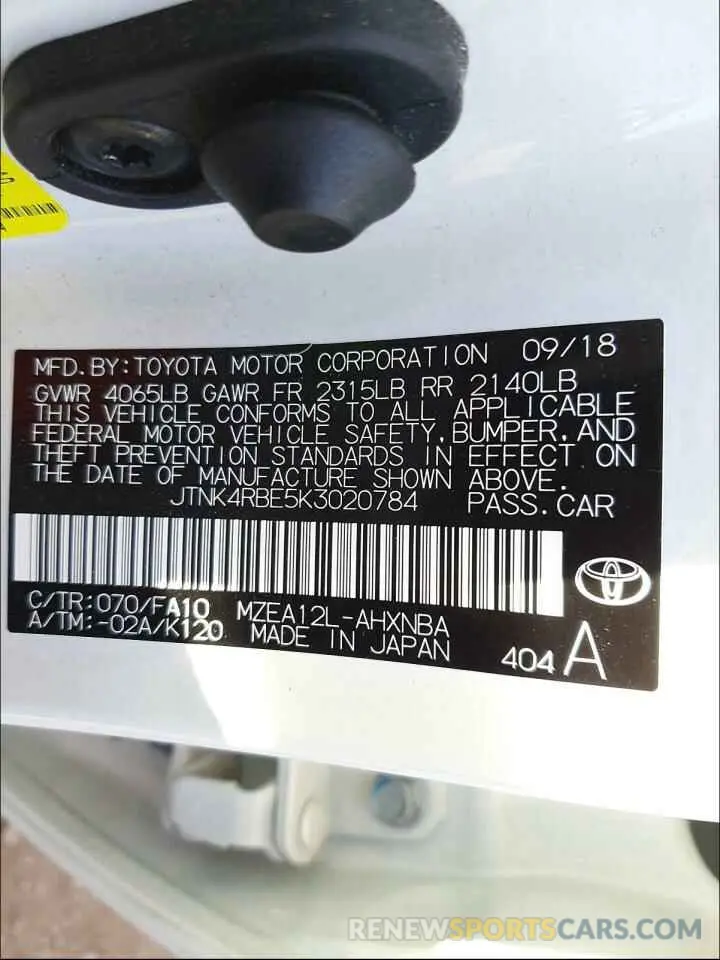 MFD.BY:TOYOTA MOTOR CORPORATION 09/18
GVWR 4065LB GAWR FR 2315LB RR 2140LB
THIS VEHICLE CONFORMS TO ALL APPLICABLE
FEDERAL MOTOR VEHICLE SAFETY,BUMPER,AND
THEFT PREVENTION STANDARDS IN EFFECT ON
THE DATE OF MANUFACTURE SHOWN ABOVE.
JTNK4RBE5K3020784 PASS.CAR
C/TR:070/FA10 MZEA12L-AHXNBA
A/TM:-02A/K120 MADE IN JAPAN 404 A
RENEWSPORTSCARS.COM